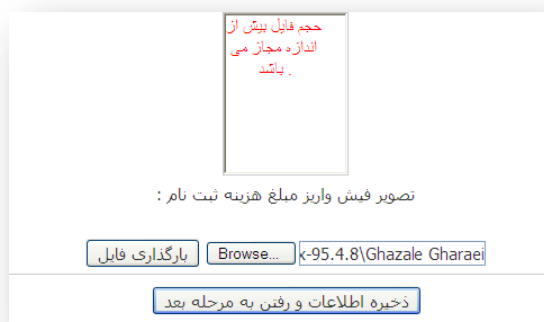 حجم فایل بیش از
اندازه مجاز می
باشد .
تصویر فیش واریز مبلغ هزینه ثبت نام :
x-95.4.8\Ghazale Gharaei Browse... بارگذاری فایل
ذخیره اطلاعات و رفتن به مرحله بعد